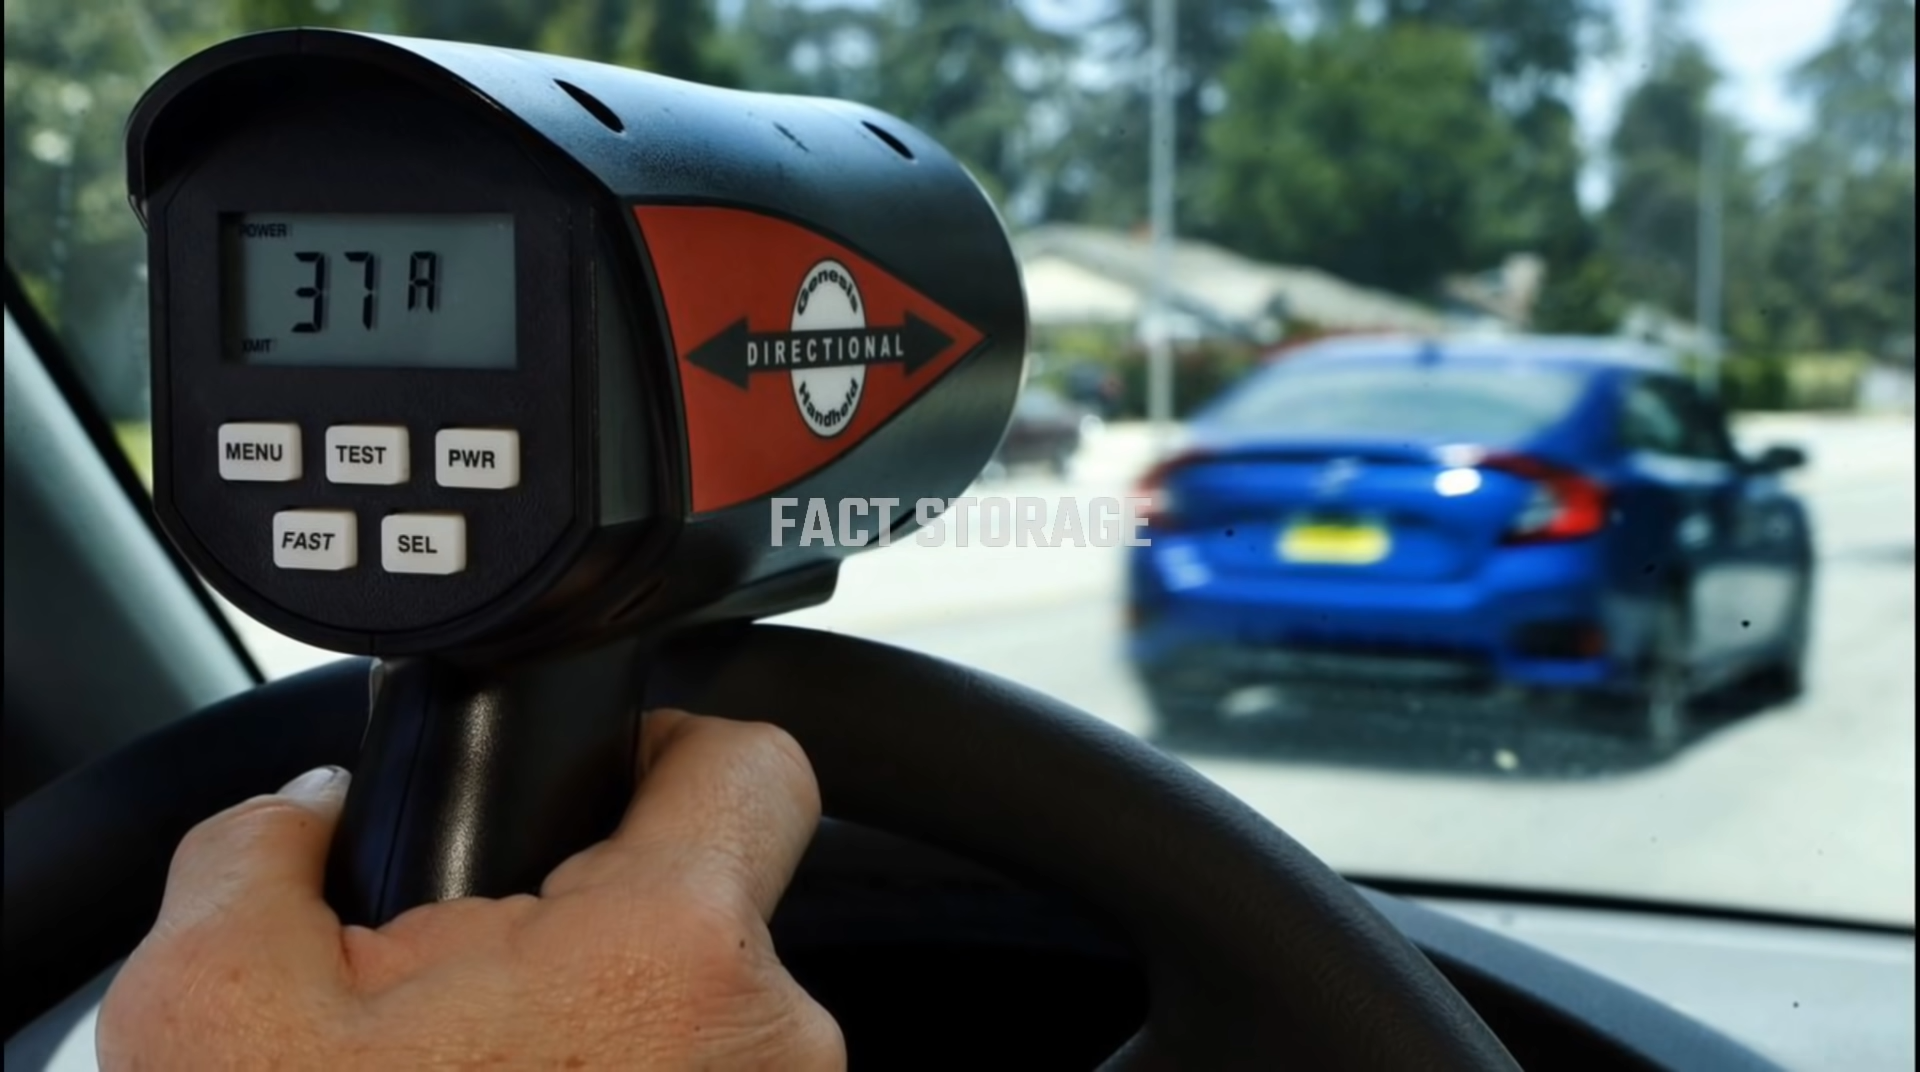 POWER
37 A
XMIT
MENU TEST PWR
FAST SEL
Genesis
DIRECTIONAL
Handheld
FACT STORAGE